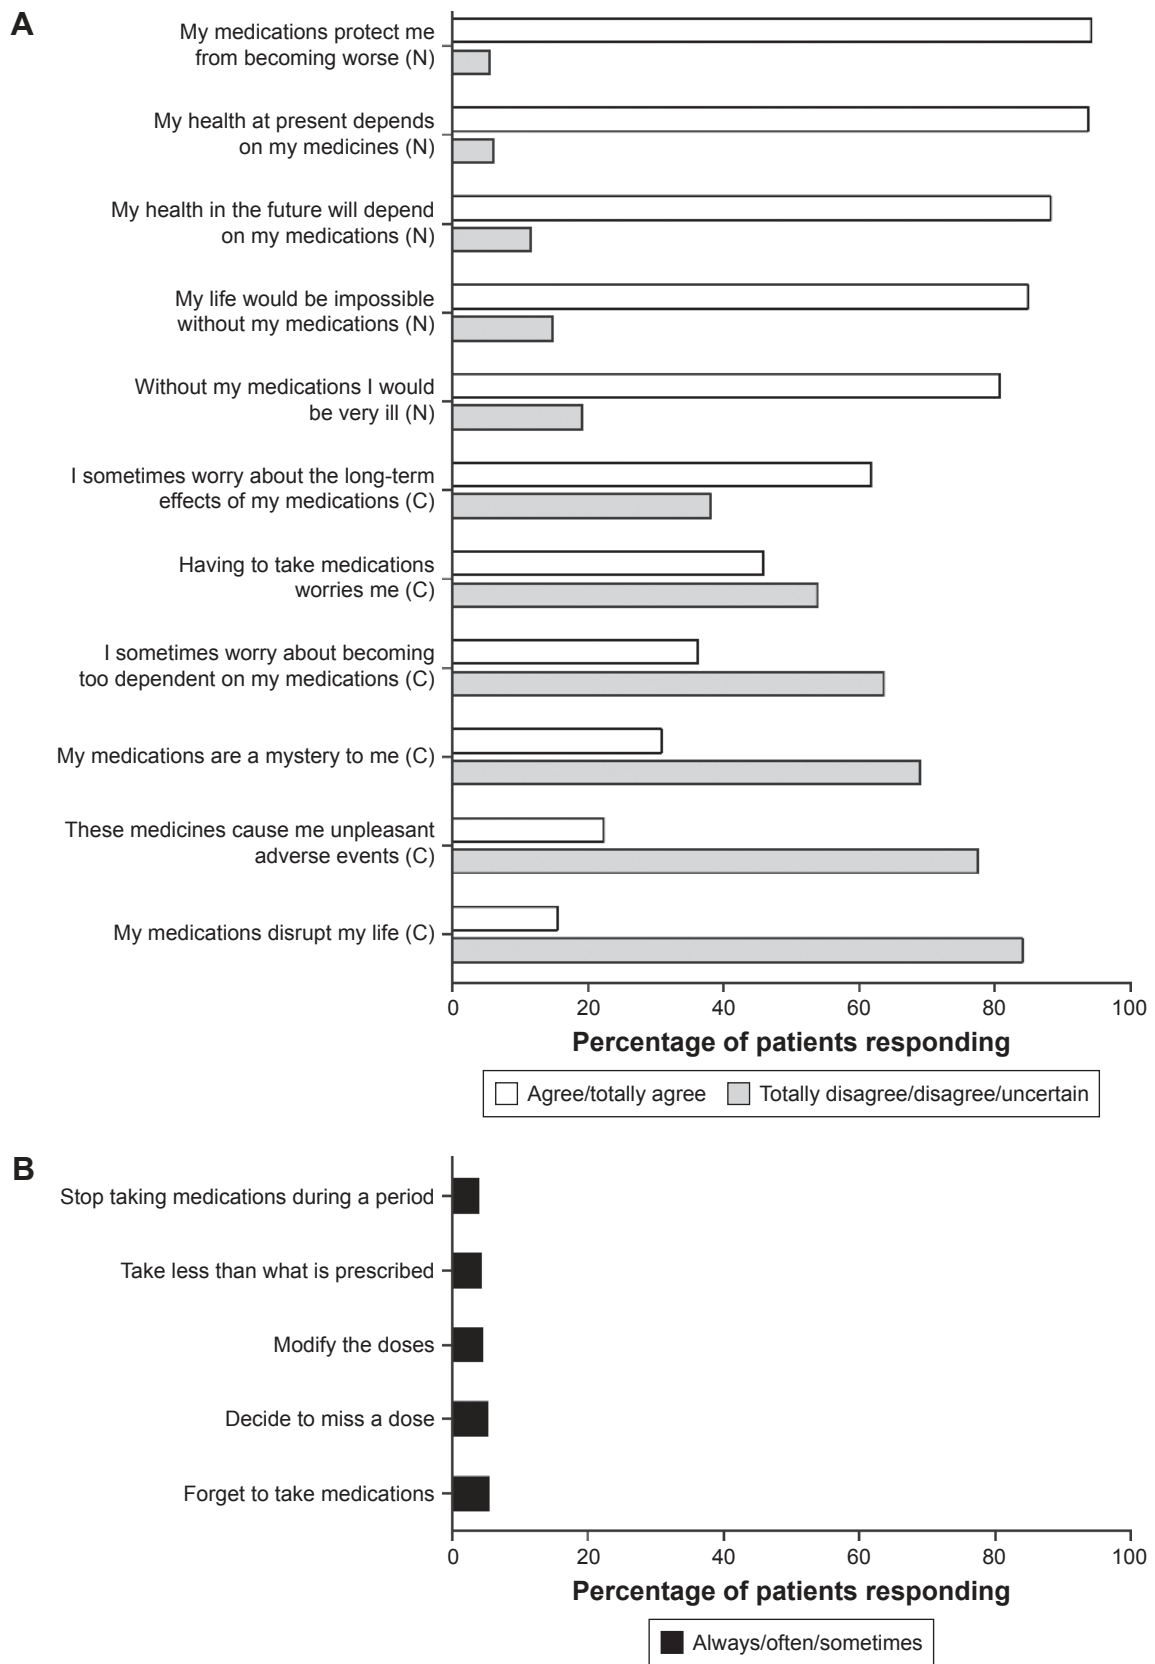 A
My medications protect me
from becoming worse (N)
My health at present depends
on my medicines (N)
My health in the future will depend
on my medications (N)
My life would be impossible
without my medications (N)
Without my medications I would
be very ill (N)
I sometimes worry about the long-term
effects of my medications (C)
Having to take medications
worries me (C)
I sometimes worry about becoming
too dependent on my medications (C)
My medications are a mystery to me (C)
These medicines cause me unpleasant
adverse events (C)
My medications disrupt my life (C)
0 20 40 60 80 100
Percentage of patients responding
Agree/totally agree Totally disagree/disagree/uncertain
B
Stop taking medications during a period
Take less than what is prescribed
Modify the doses
Decide to miss a dose
Forget to take medications
0 20 40 60 80 100
Percentage of patients responding
Always/often/sometimes